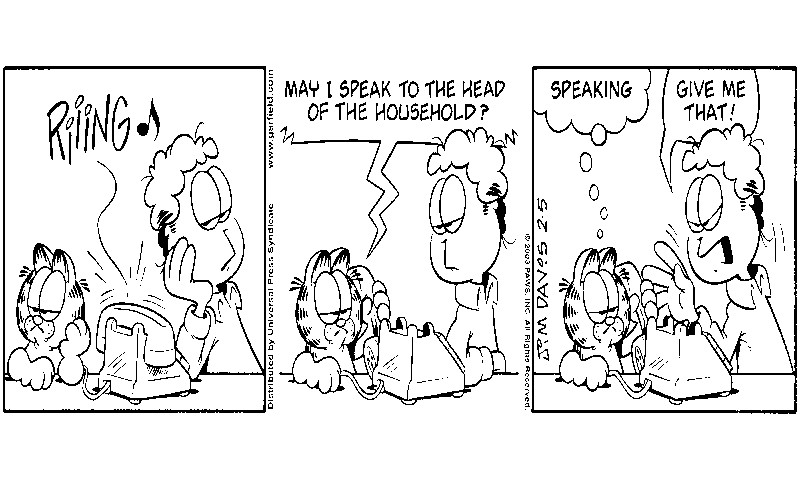 RiiiNG
www.garfield.com
Distributed by Universal Press Syndicate
MAY I SPEAK TO THE HEAD
OF THE HOUSEHOLD?
SPEAKING
GIVE ME
THAT!
JIM DAVIS 2·5
© 2003 PAWS, INC. All Rights Reserved.